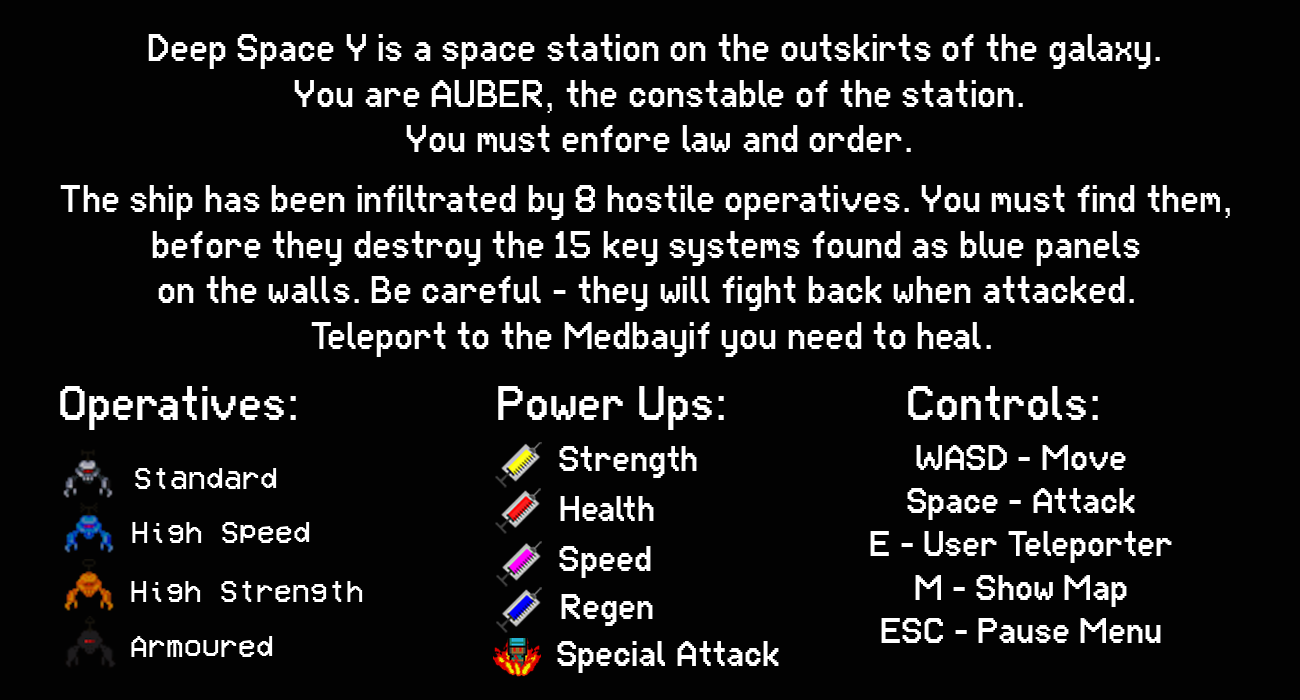 Deep Space Y is a space station on the outskirts of the galaxy.
You are AUBER, the constable of the station.
You must enfore law and order.
The ship has been infiltrated by 8 hostile operatives. You must find them,
before they destroy the 15 key systems found as blue panels
on the walls. Be careful - they will fight back when attacked.
Teleport to the Medbayif you need to heal.
Operatives:
Standard
High Speed
High Strength
Armoured
Power Ups:
Strength
Health
Speed
Regen
Special Attack
Controls:
WASD - Move
Space - Attack
E - User Teleporter
M - Show Map
ESC - Pause Menu